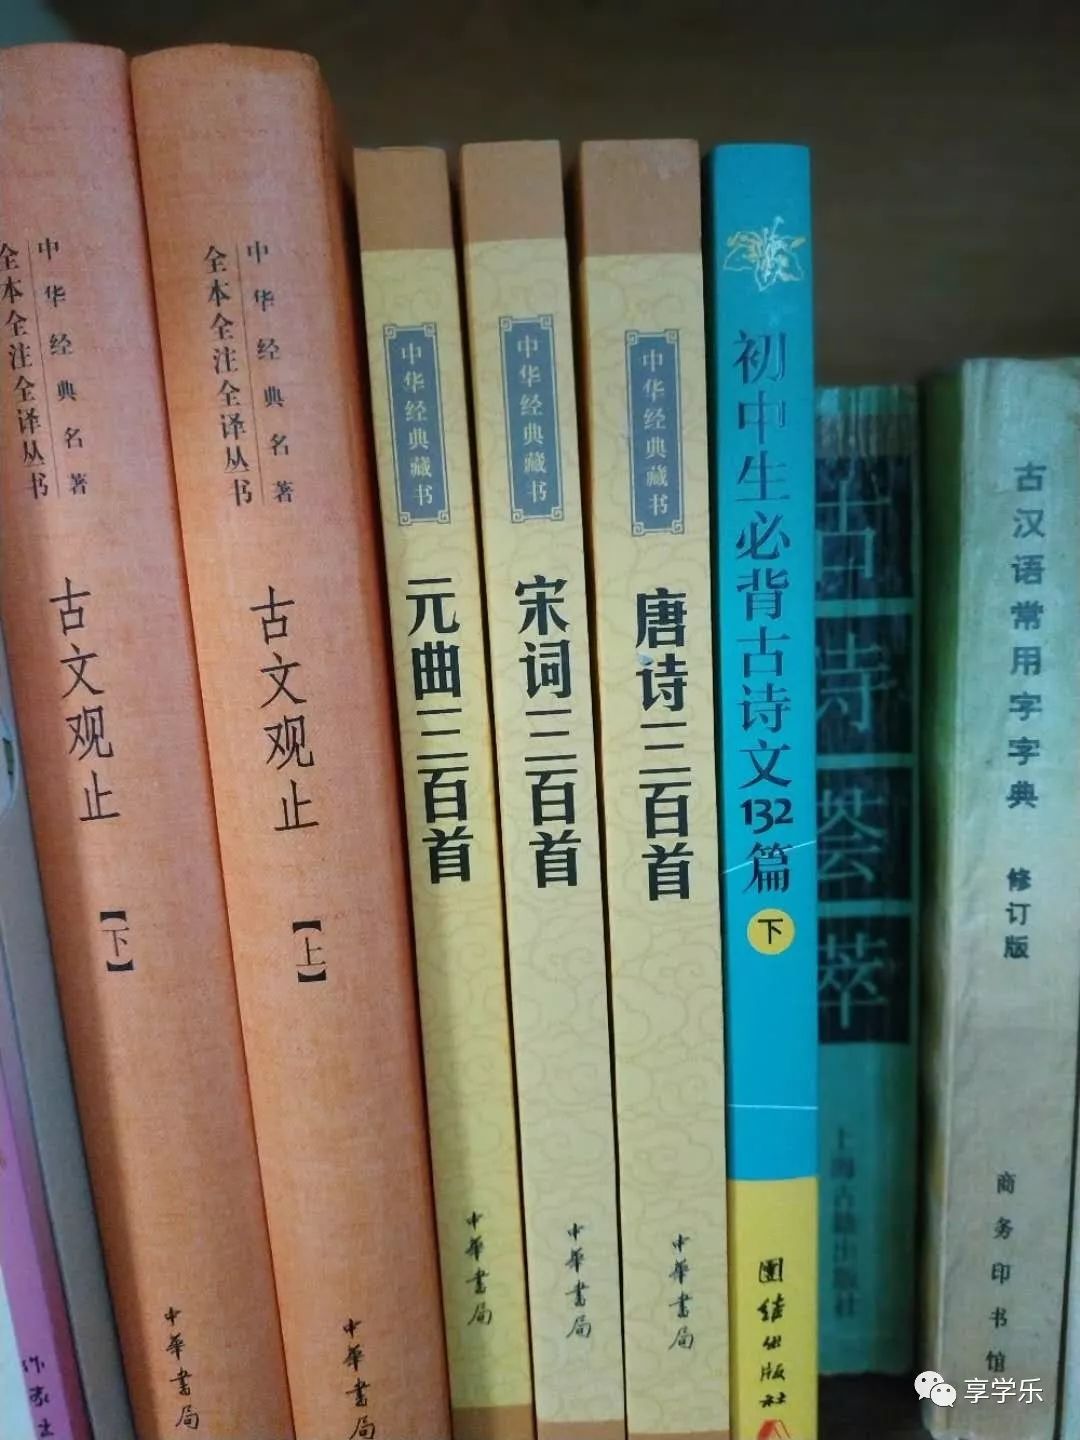 中华经典名著
全本全注全译丛书
古文观止
【下】
中华书局
中华经典名著
全本全注全译丛书
古文观止
【上】
中华书局
中华经典藏书
元曲三百首
中华书局
中华经典藏书
宋词三百首
中华书局
中华经典藏书
唐诗三百首
中华书局
初中生必背古诗文132篇
下
团结出版社
古诗荟萃
上海古籍出版社
古汉语常用字字典
修订版
商务印书馆
作家出
享学乐